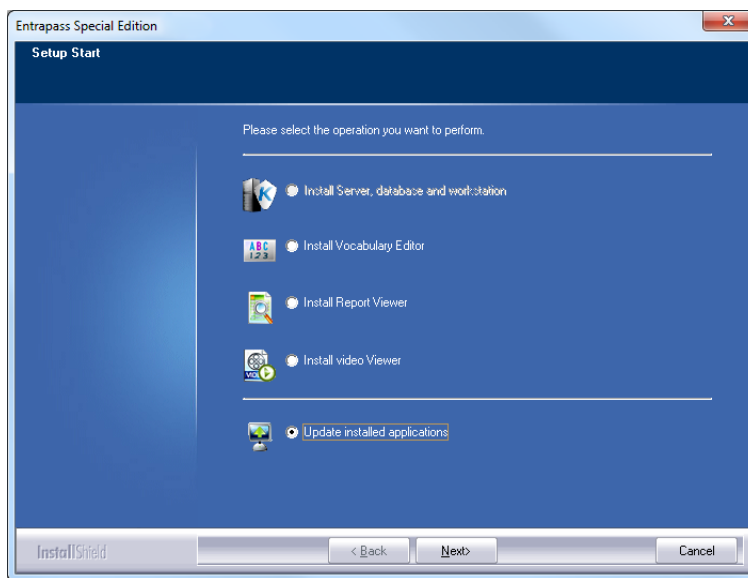 Entrapass Special Edition
X
Setup Start
Please select the operation you want to perform.
K
Install Server, database and workstation
ABC
123
Install Vocabulary Editor
Install Report Viewer
Install video Viewer
Update installed applications
InstallShield
< Back
Next>
Cancel